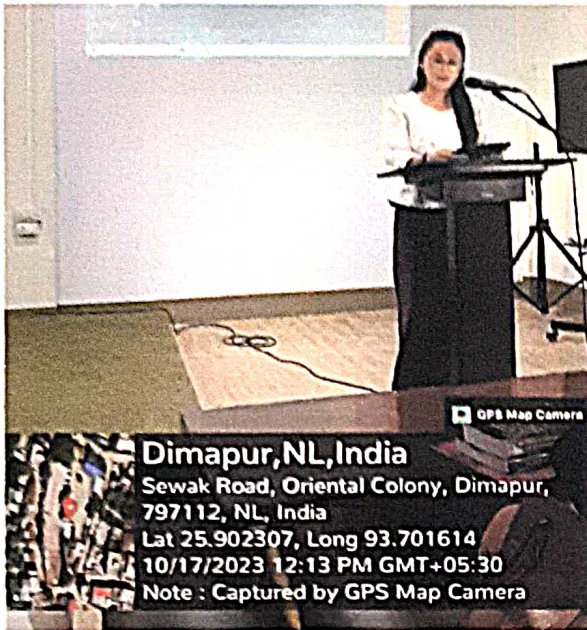 GPS Map Camera
Dimapur,NL,India
Sewak Road, Oriental Colony, Dimapur,
797112, NL, India
Lat 25.902307, Long 93.701614
10/17/2023 12:13 PM GMT+05:30
Note : Captured by GPS Map Camera